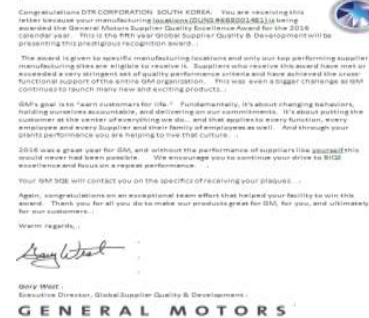 Congratulations DTR CORPORATION SOUTH KOREA. You are receiving this
letter because your manufacturing locations (DUNS#688001481) is being
awarded the General Motors Supplier Quality Excellence Award for the 2016
calendar year. This is the fifth year Global Supplier Quality & Development will be
presenting this prestigious recognition award.
The award is given to specific manufacturing locations and only our top performing supplier
manufacturing sites are eligible to receive it. Suppliers who receive this award have met or
exceeded a very stringent set of quality performance criteria and have achieved the cross-
functional support of the entire GM organization. This was even a bigger challenge as GM
continues to launch many new and exciting products.
GM's goal is to "earn customers for life." Fundamentally, it's about changing behaviors,
holding ourselves accountable, and delivering on our commitments. It's about putting the
customer at the center of everything we do... and that applies to every function, every
employee and every Supplier and their family of employees as well. And through your
plants performance you are helping to live that culture.
2016 was a great year for GM, and without the performance of suppliers like yourself this
would never had been possible. We encourage you to continue your drive to BIQS
excellence and focus on a repeat performance.
Your GM SQE will contact you on the specifics of receiving your plaques.
Again, congratulations on an exceptional team effort that helped your facility to win this
award. Thank you for all you do to make our products great for GM, for you, and ultimately
for our customers.
Warm regards,
Gary West
Gary West
Executive Director, Global Supplier Quality & Development
GENERAL MOTORS